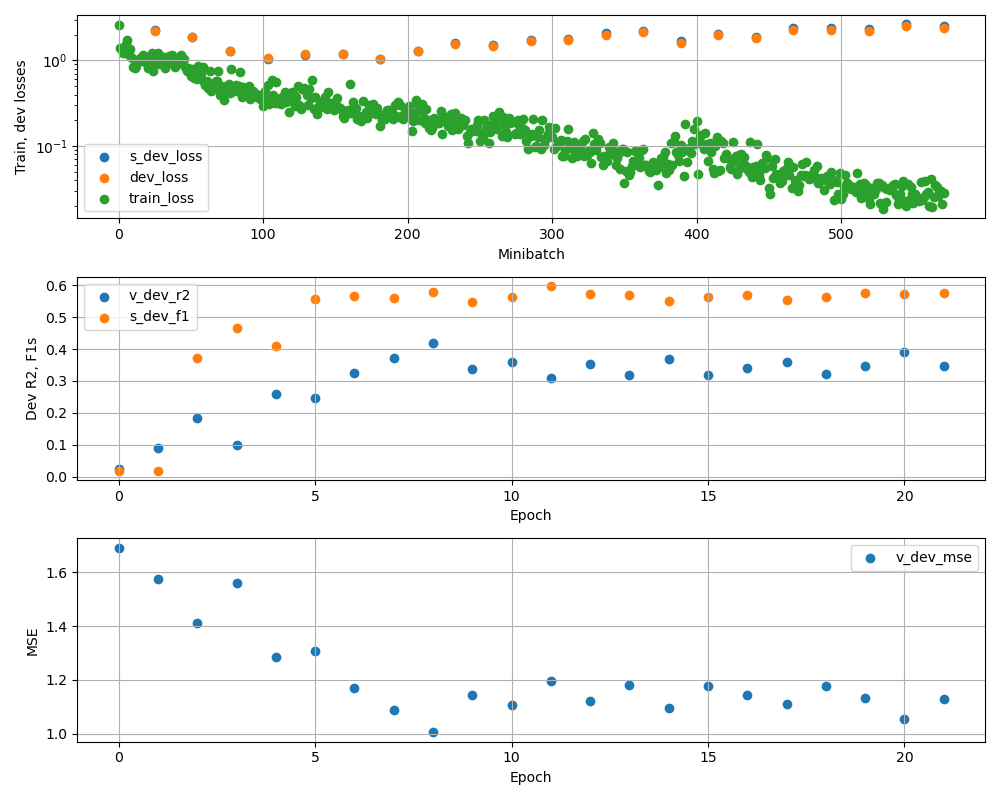 Train, dev losses
10^0
10^−1
s_dev_loss
dev_loss
train_loss
0 100 200 300 400 500
Minibatch
Dev R2, F1s
0.6
0.5
0.4
0.3
0.2
0.1
0.0
v_dev_r2
s_dev_f1
0 5 10 15 20
Epoch
MSE
1.6
1.4
1.2
1.0
v_dev_mse
0 5 10 15 20
Epoch